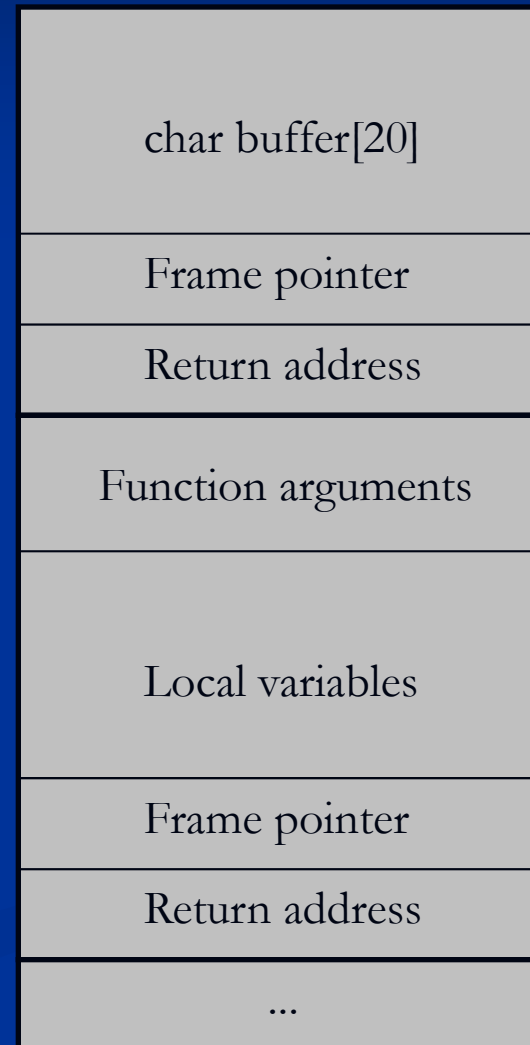 char buffer[20]
Frame pointer
Return address
Function arguments
Local variables
Frame pointer
Return address
...